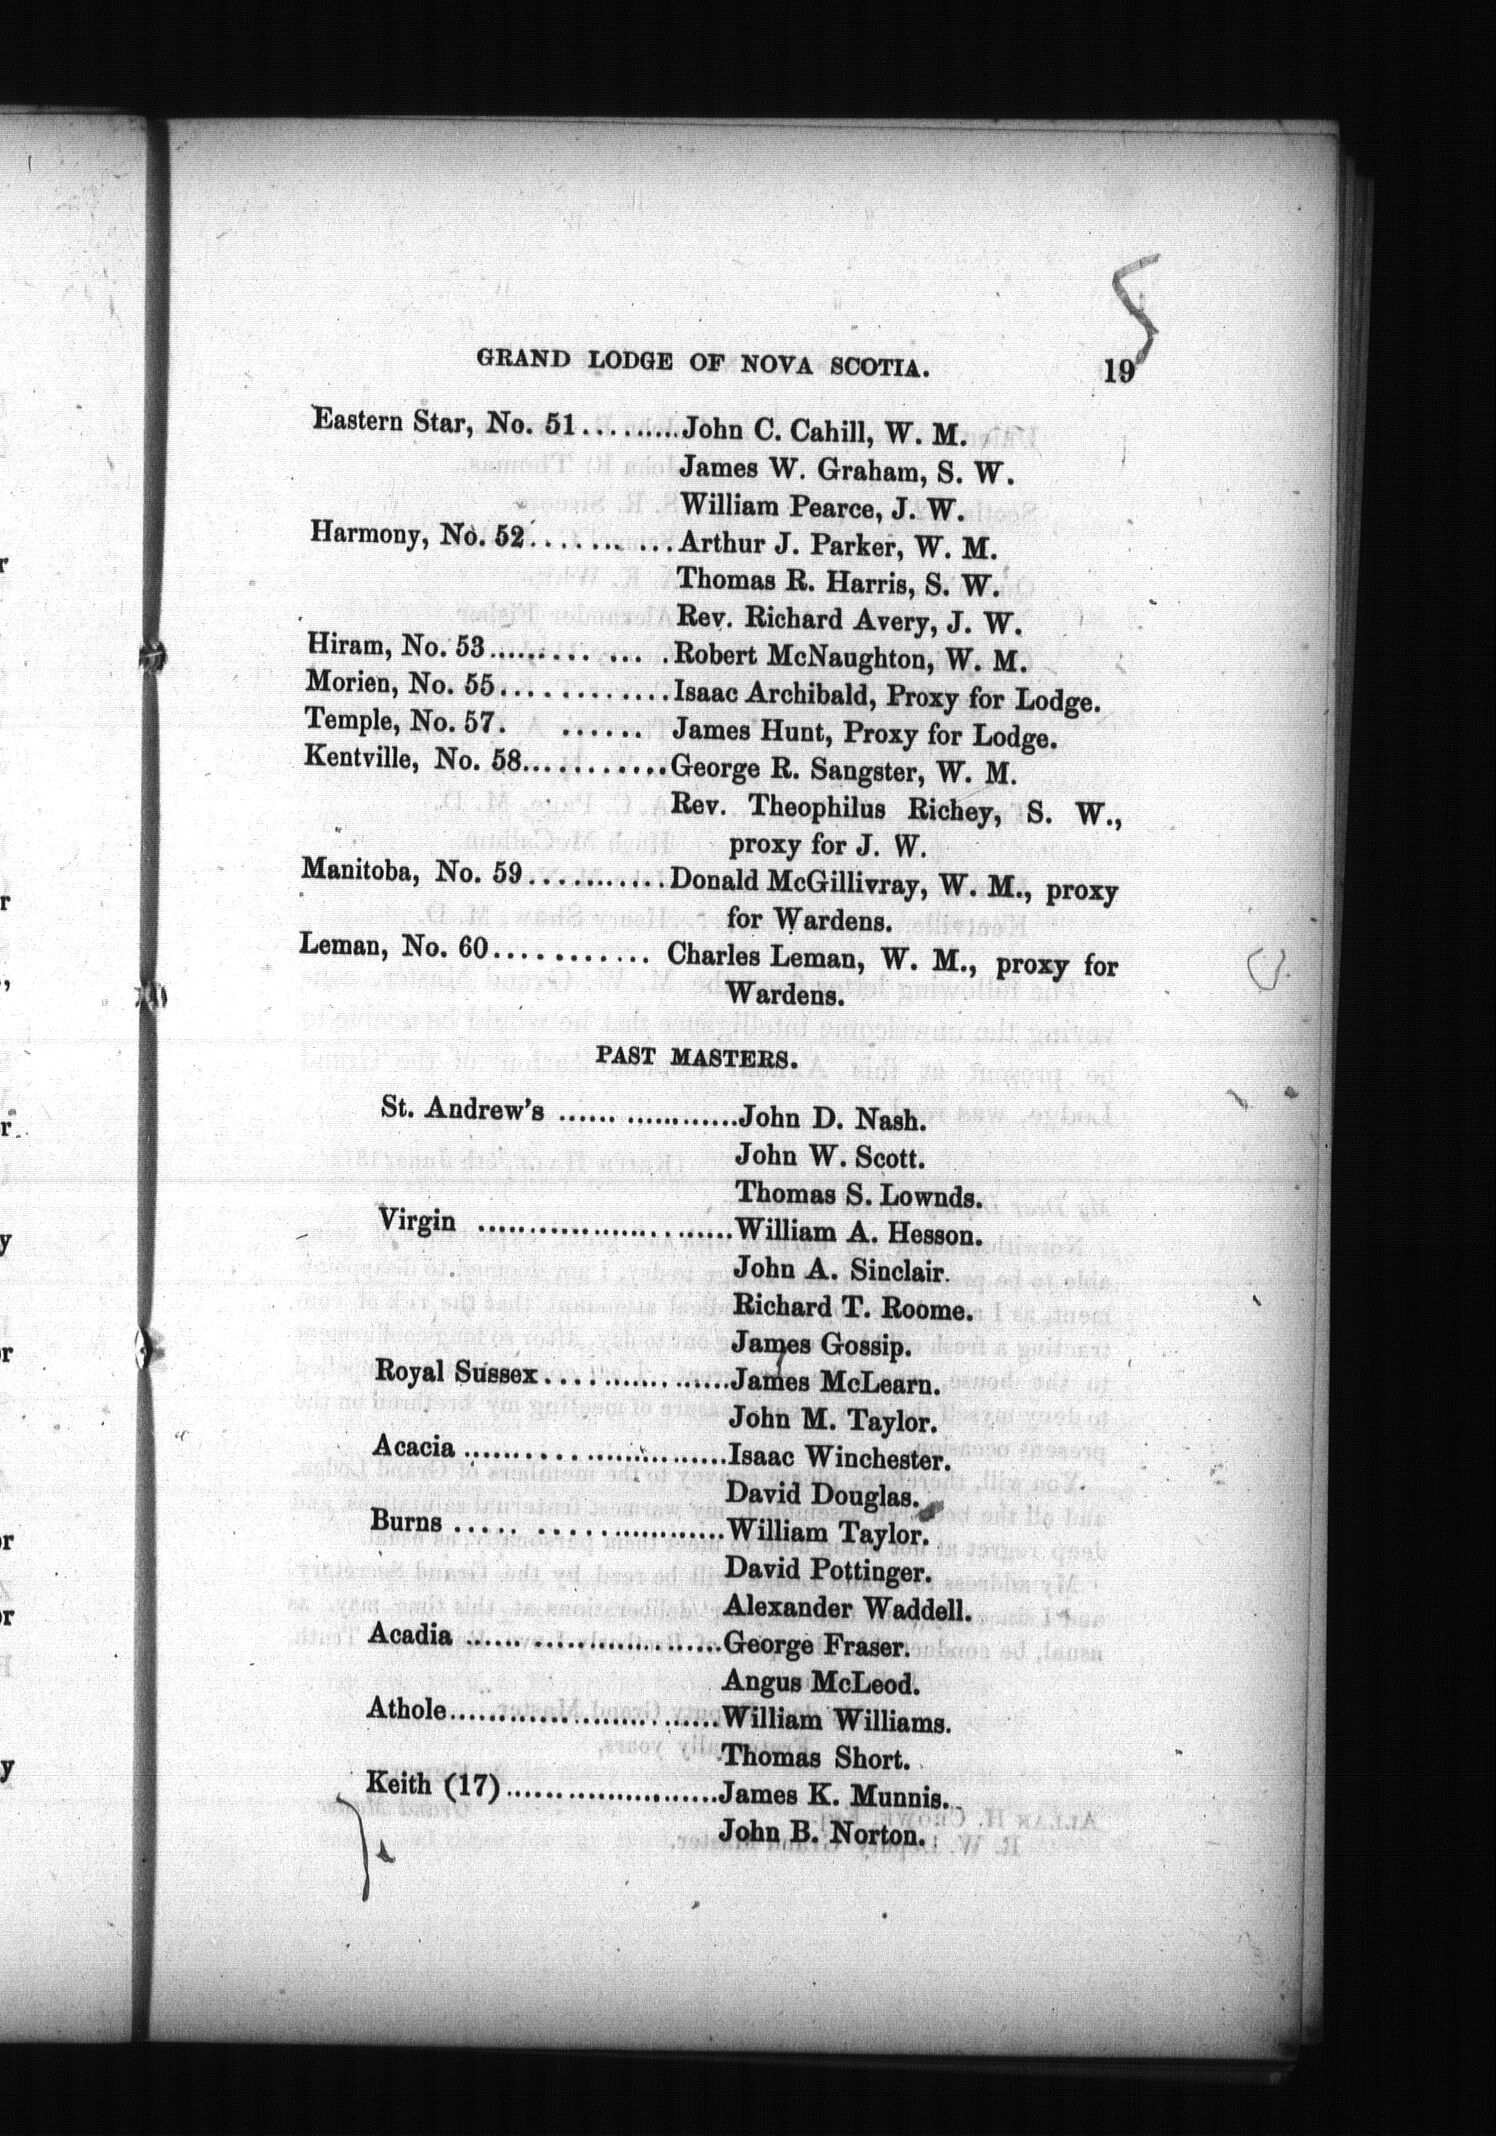 GRAND LODGE OF NOVA SCOTIA. 19
Eastern Star, No. 51.........John C. Cahill, W. M.
James W. Graham, S. W.
William Pearce, J. W.
Harmony, No. 52..........Arthur J. Parker, W. M.
Thomas R. Harris, S. W.
Rev. Richard Avery, J. W.
Hiram, No. 53............Robert McNaughton, W. M.
Morien, No. 55............Isaac Archibald, Proxy for Lodge.
Temple, No. 57. ...... James Hunt, Proxy for Lodge.
Kentville, No. 58...........George R. Sangster, W. M.
Rev. Theophilus Richey, S. W.,
proxy for J. W.
Manitoba, No. 59...........Donald McGillivray, W. M., proxy
for Wardens.
Leman, No. 60............ Charles Leman, W. M., proxy for
Wardens.
PAST MASTERS.
St. Andrew's ...... ..........John D. Nash.
John W. Scott.
Thomas S. Lownds.
Virgin ......................William A. Hesson.
John A. Sinclair.
Richard T. Roome.
James Gossip.
Royal Sussex.................James McLearn.
John M. Taylor.
Acacia ......................Isaac Winchester.
David Douglas.
Burns ..... .................William Taylor.
David Pottinger.
Alexander Waddell.
Acadia ......................George Fraser.
Angus McLeod.
Athole.......................William Williams.
Thomas Short.
Keith (17)....................James K. Munnis.
John B. Norton.